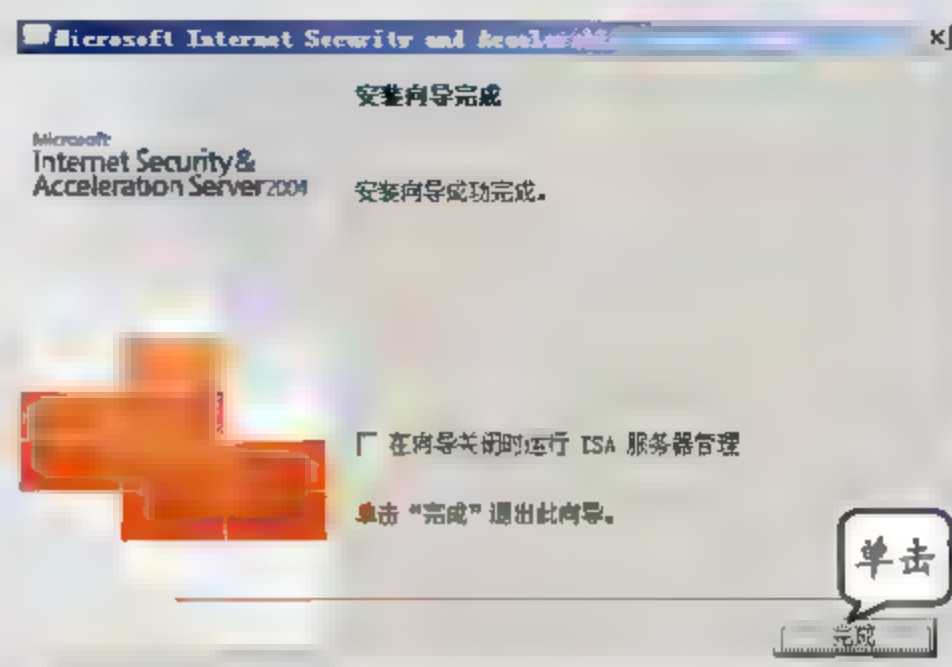 Microsoft Internet Security and
安装向导完成
Microsoft
Internet Security &
Acceleration Server 2004
安装向导成功完成。
在向导关闭时运行 ISA 服务器管理
单击“完成”退出此向导。
单击
完成